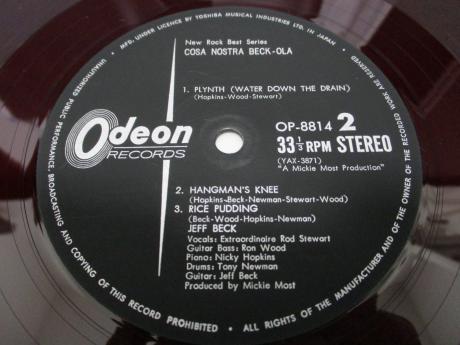 MFD. UNDER LICENCE BY TOSHIBA MUSICAL INDUSTRIES LTD. IN JAPAN • ALL RIGHTS OF THE MANUFACTURER AND OF THE OWNER OF THE RECORDED WORK ARE RESERVED
UNAUTHORIZED PUBLIC PERFORMANCE, BROADCASTING AND COPYING OF THIS RECORD PROHIBITED •
New Rock Best Series
COSA NOSTRA BECK-OLA
1. PLYNTH (WATER DOWN THE DRAIN)
(Hopkins-Wood-Stewart)
Odeon
RECORDS
OP-8814 2
33 1/3 RPM STEREO
(YAX-3871)
"A Mickie Most Production"
2. HANGMAN'S KNEE
(Hopkins-Beck-Newman-Stewart-Wood)
3. RICE PUDDING
(Beck-Wood-Hopkins-Newman)
JEFF BECK
Vocals: Extraordinaire Rod Stewart
Guitar Bass: Ron Wood
Piano: Nicky Hopkins
Drums: Tony Newman
Guitar: Jeff Beck
Produced by Mickie Most